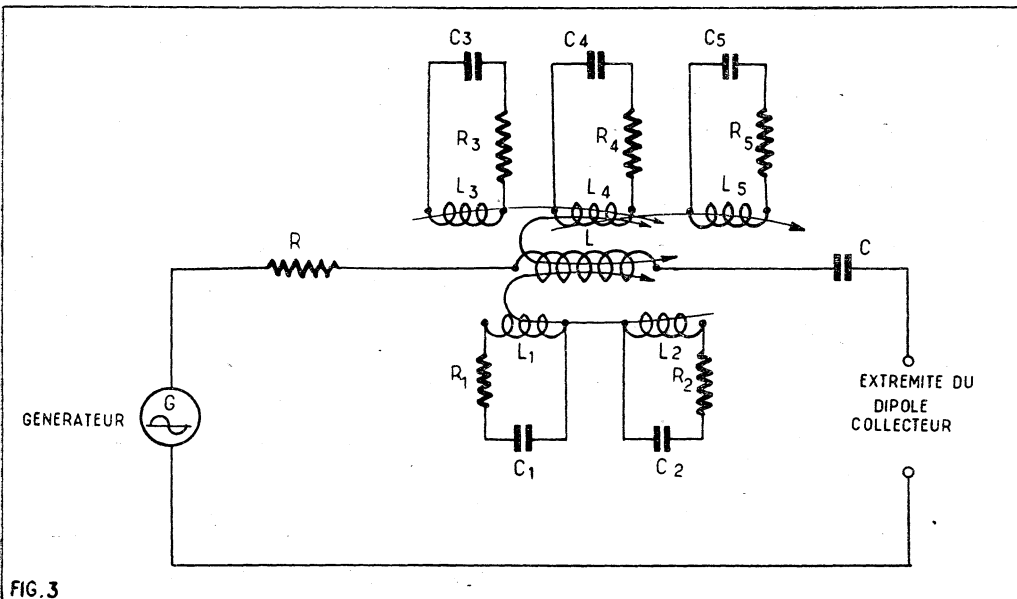 C3
C4
C5
R3
R4
R5
L3
L4
L5
R
L
C
L1
L2
R1
R2
EXTREMITE DU
DIPOLE
COLLECTEUR
G
GENERATEUR
C1
C2
FIG.3